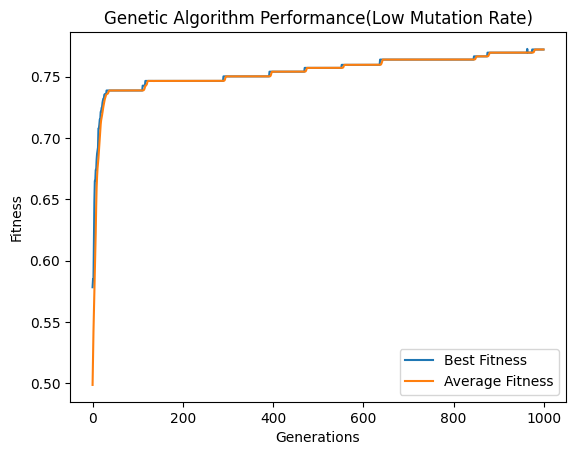 Genetic Algorithm Performance(Low Mutation Rate)
0.75
0.70
0.65
0.60
0.55
0.50
Fitness
0
200
400
600
800
1000
Generations
Best Fitness
Average Fitness